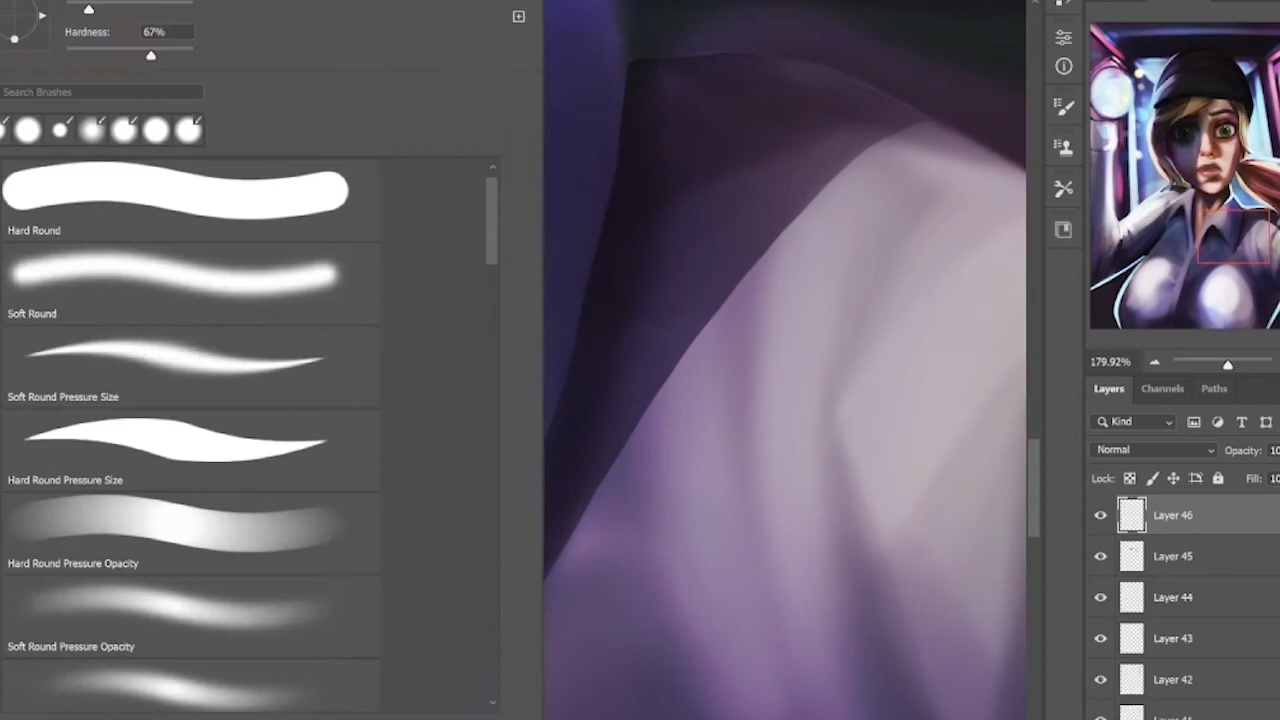 Hardness: 67%
Search Brushes
Hard Round
Soft Round
Soft Round Pressure Size
Hard Round Pressure Size
Hard Round Pressure Opacity
Soft Round Pressure Opacity
179.92%
Layers Channels Paths
Kind
Normal Opacity: 10
Lock: Fill: 10
Layer 46
Layer 45
Layer 44
Layer 43
Layer 42